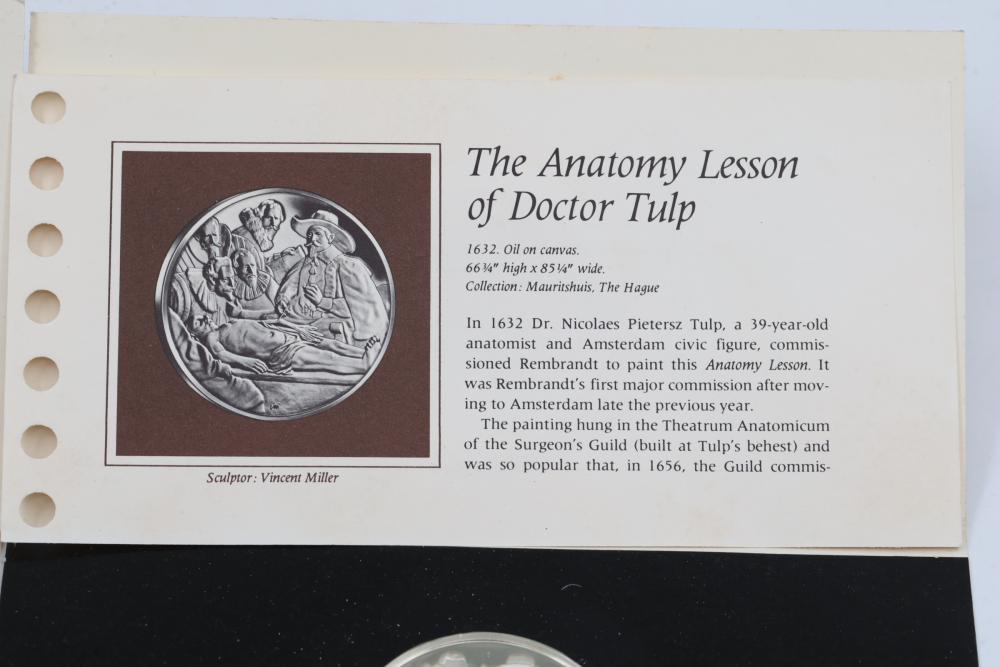 The Anatomy Lesson
of Doctor Tulp
1632. Oil on canvas.
66¾" high x 85¼" wide.
Collection: Mauritshuis, The Hague
In 1632 Dr. Nicolaes Pietersz Tulp, a 39-year-old
anatomist and Amsterdam civic figure, commis-
sioned Rembrandt to paint this Anatomy Lesson. It
was Rembrandt's first major commission after mov-
ing to Amsterdam late the previous year.
The painting hung in the Theatrum Anatomicum
of the Surgeon's Guild (built at Tulp's behest) and
was so popular that, in 1656, the Guild commis-
Sculptor: Vincent Miller